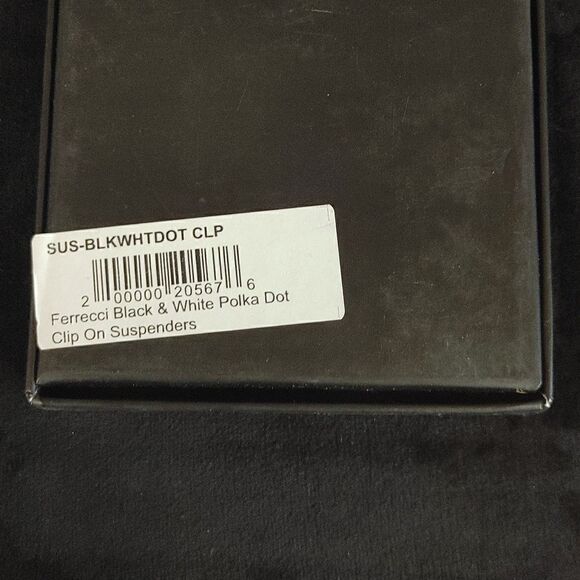 SUS-BLKWHTDOT CLP
2 00000 20567 6
Ferrecci Black & White Polka Dot
Clip On Suspenders